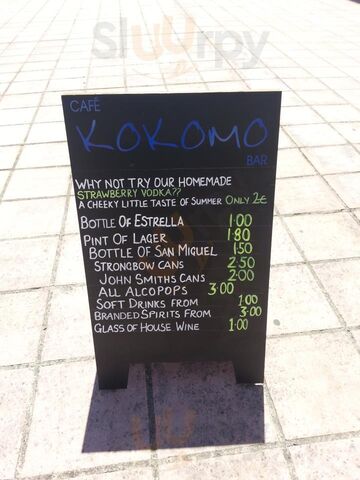 Slurpy
CAFÉ
KOKOMO
BAR
WHY NOT TRY OUR HOMEMADE
STRAWBERRY VODKA??
A CHEEKY LITTLE TASTE OF SUMMER ONLY 2€
BOTTLE OF ESTRELLA 1·00
PINT OF LAGER 1·80
BOTTLE OF SAN MIGUEL 1·50
STRONGBOW CANS 2·50
JOHN SMITHS CANS 2·00
ALL ALCOPOPS 3·00
SOFT DRINKS FROM 1·00
BRANDED SPIRITS FROM 3·00
GLASS OF HOUSE WINE 1·00